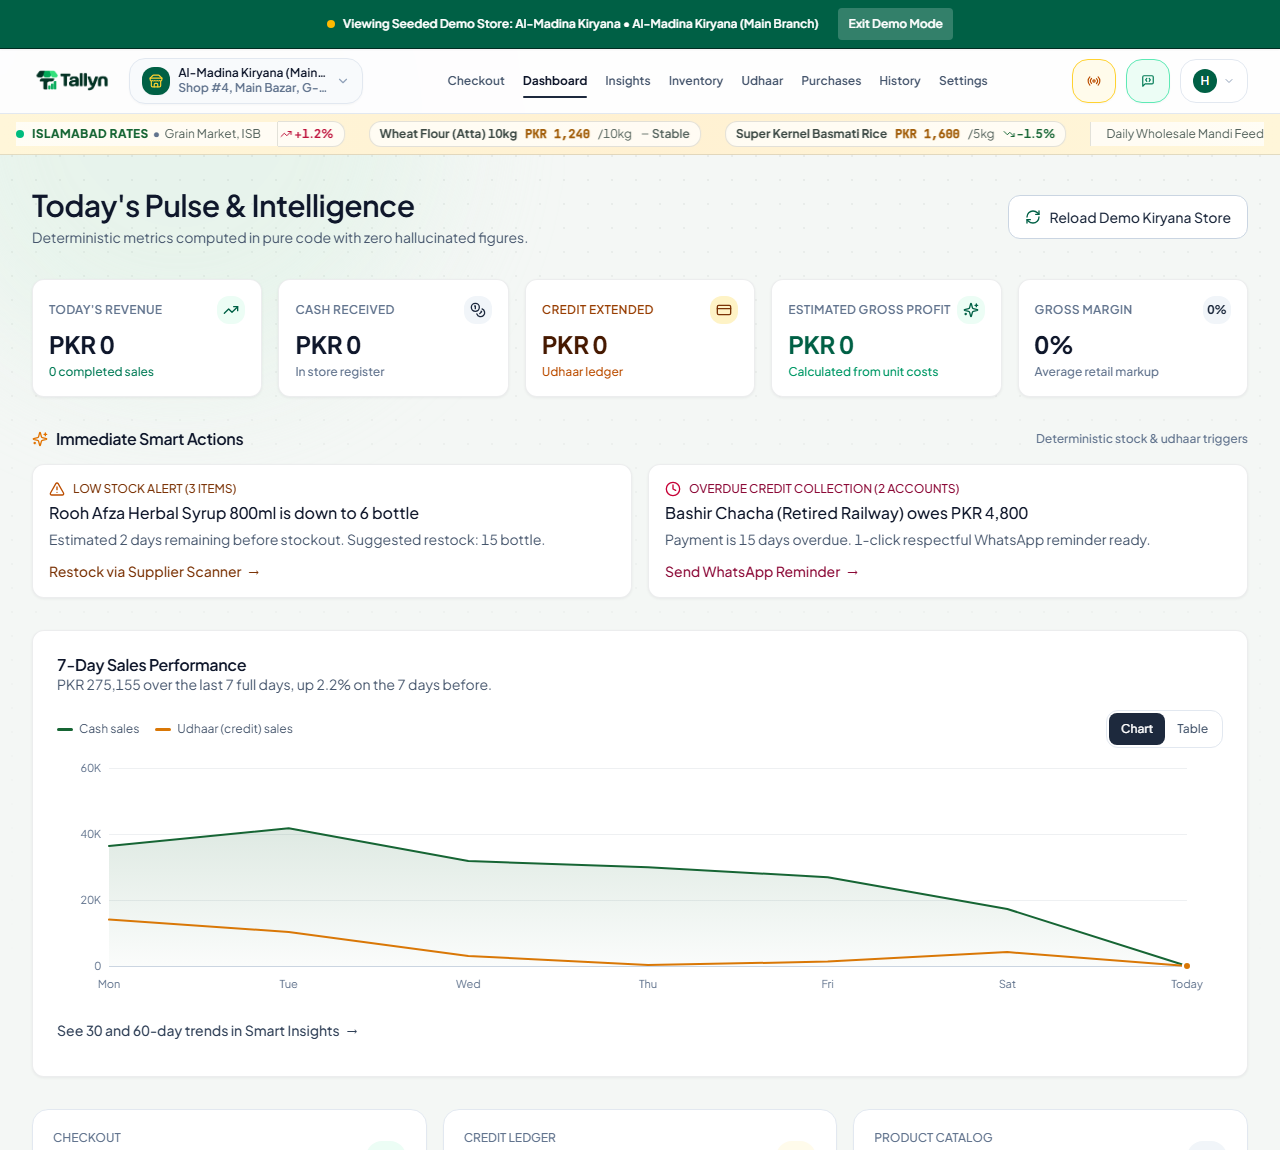 Viewing Seeded Demo Store: Al-Madina Kiryana • Al-Madina Kiryana (Main Branch) Exit Demo Mode
Tallyn
Al-Madina Kiryana (Main...
Shop #4, Main Bazar, G-...
Checkout Dashboard Insights Inventory Udhaar Purchases History Settings
H
ISLAMABAD RATES • Grain Market, ISB +1.2% Wheat Flour (Atta) 10kg PKR 1,240 /10kg – Stable Super Kernel Basmati Rice PKR 1,600 /5kg -1.5% Daily Wholesale Mandi Feed
Today's Pulse & Intelligence
Deterministic metrics computed in pure code with zero hallucinated figures.
Reload Demo Kiryana Store
TODAY'S REVENUE
PKR 0
0 completed sales
CASH RECEIVED
PKR 0
In store register
CREDIT EXTENDED
PKR 0
Udhaar ledger
ESTIMATED GROSS PROFIT
PKR 0
Calculated from unit costs
GROSS MARGIN 0%
0%
Average retail markup
Immediate Smart Actions
Deterministic stock & udhaar triggers
LOW STOCK ALERT (3 ITEMS)
Rooh Afza Herbal Syrup 800ml is down to 6 bottle
Estimated 2 days remaining before stockout. Suggested restock: 15 bottle.
Restock via Supplier Scanner →
OVERDUE CREDIT COLLECTION (2 ACCOUNTS)
Bashir Chacha (Retired Railway) owes PKR 4,800
Payment is 15 days overdue. 1-click respectful WhatsApp reminder ready.
Send WhatsApp Reminder →
7-Day Sales Performance
PKR 275,155 over the last 7 full days, up 2.2% on the 7 days before.
Cash sales Udhaar (credit) sales
Chart Table
60K
40K
20K
0
Mon Tue Wed Thu Fri Sat Today
See 30 and 60-day trends in Smart Insights →
CHECKOUT
CREDIT LEDGER
PRODUCT CATALOG